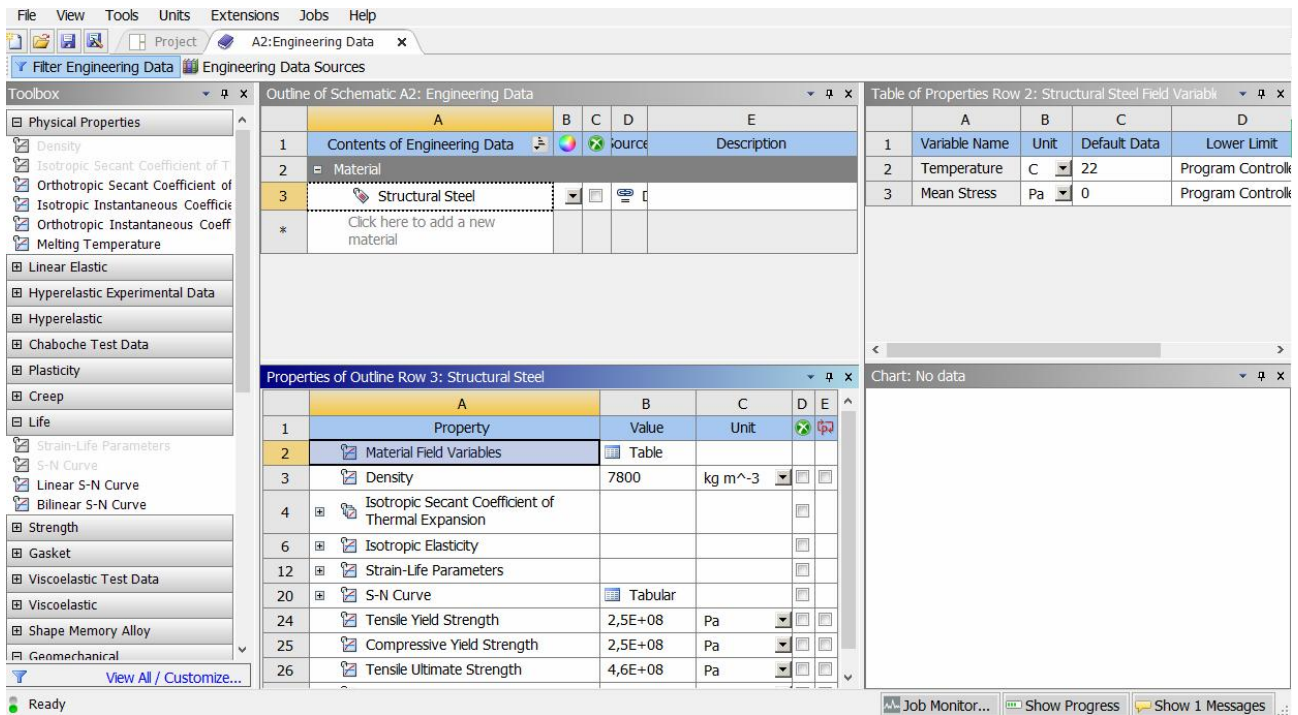 File View Tools Units Extensions Jobs Help
Project A2:Engineering Data x
Filter Engineering Data Engineering Data Sources
Toolbox
Physical Properties
Density
Isotropic Secant Coefficient of T
Orthotropic Secant Coefficient of
Isotropic Instantaneous Coefficie
Orthotropic Instantaneous Coeff
Melting Temperature
Linear Elastic
Hyperelastic Experimental Data
Hyperelastic
Chaboche Test Data
Plasticity
Creep
Life
Strain-Life Parameters
S-N Curve
Linear S-N Curve
Bilinear S-N Curve
Strength
Gasket
Viscoelastic Test Data
Viscoelastic
Shape Memory Alloy
Geomechanical
View All / Customize...
Outline of Schematic A2: Engineering Data
A B C D E
1 Contents of Engineering Data Source Description
2 Material
3 Structural Steel
* Click here to add a new
material
Properties of Outline Row 3: Structural Steel
A B C D E
1 Property Value Unit
2 Material Field Variables Table
3 Density 7800 kg m^-3
4 Isotropic Secant Coefficient of
Thermal Expansion
6 Isotropic Elasticity
12 Strain-Life Parameters
20 S-N Curve Tabular
24 Tensile Yield Strength 2,5E+08 Pa
25 Compressive Yield Strength 2,5E+08 Pa
26 Tensile Ultimate Strength 4,6E+08 Pa
Table of Properties Row 2: Structural Steel Field Variabl
A B C D
1 Variable Name Unit Default Data Lower Limit
2 Temperature C 22 Program Controlle
3 Mean Stress Pa 0 Program Controlle
Chart: No data
Ready Job Monitor... Show Progress Show 1 Messages